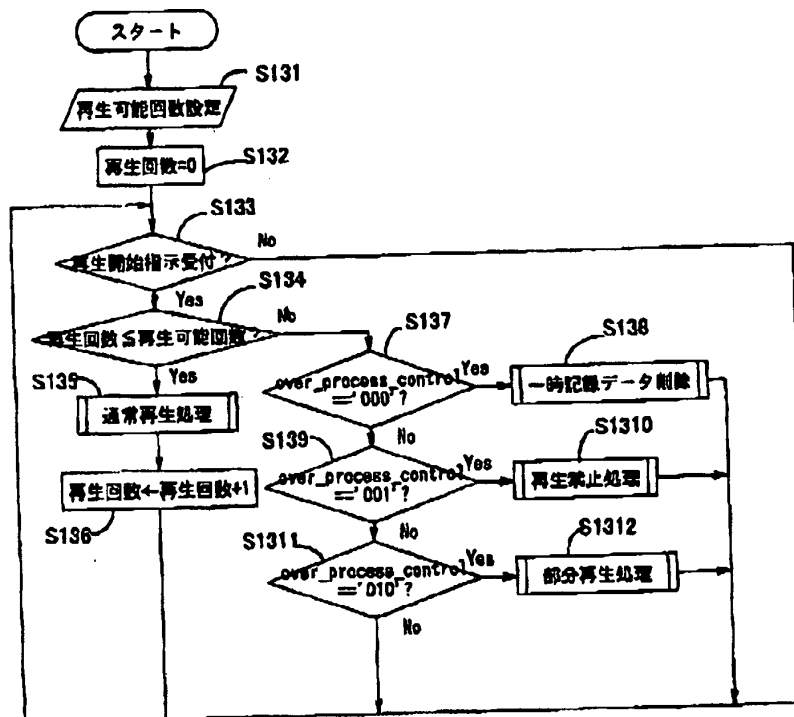 スタート
S131
再生可能回数設定
S132
再生回数=0
S133
再生開始指示受付?
No
Yes
S134
再生回数≦再生可能回数?
No
Yes
S135
通常再生処理
再生回数←再生回数+1
S136
S137
over_process_control
=='000'?
Yes
No
S138
一時記録データ削除
S139
over_process_control
=='001'?
Yes
No
S1310
再生禁止処理
S1311
over_process_control
=='010'?
Yes
No
S1312
部分再生処理